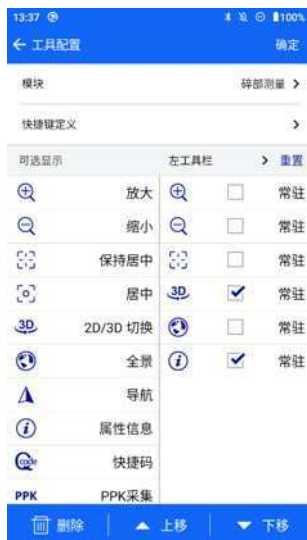 13:37 100%
工具配置 确定
模块 碎部测量
快捷键定义
可选显示 左工具栏 重置
放大 常驻
缩小 常驻
保持居中 常驻
居中 3D 常驻
3D 2D/3D 切换 常驻
全景 i 常驻
导航
i 属性信息
code 快捷码
PPK PPK采集
删除 上移 下移